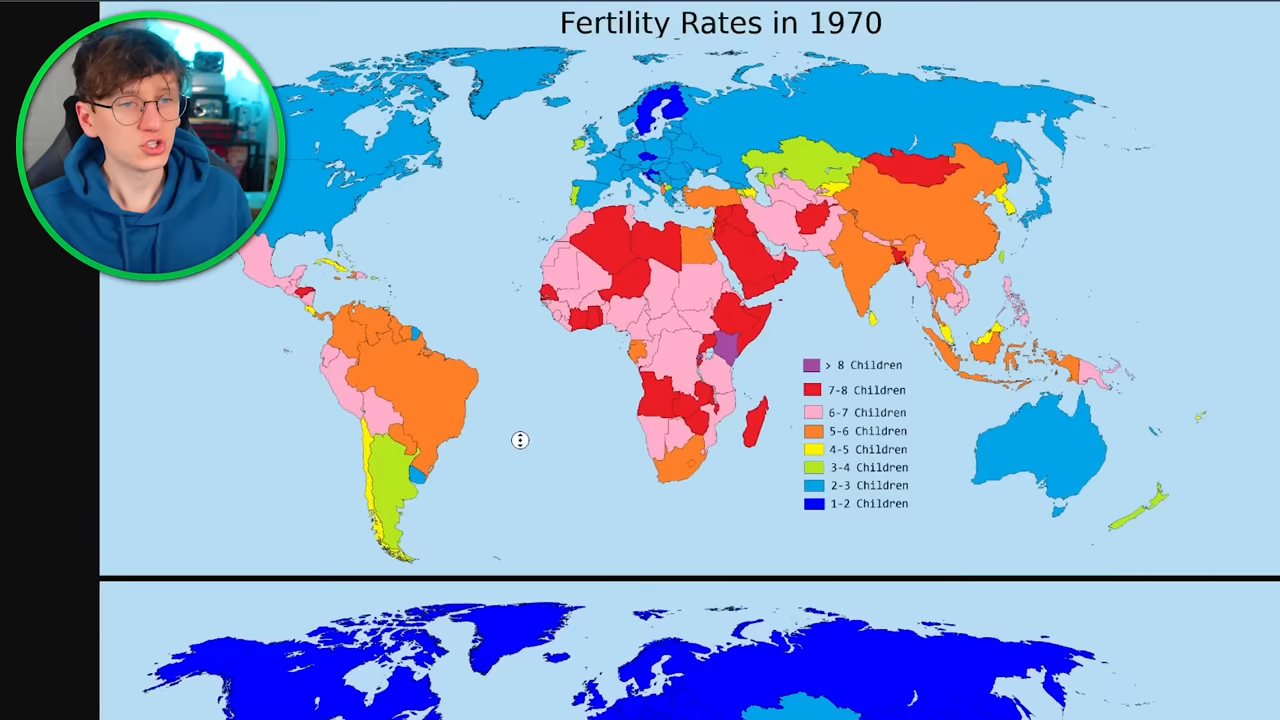 Fertility Rates in 1970
> 8 Children
7-8 Children
6-7 Children
5-6 Children
4-5 Children
3-4 Children
2-3 Children
1-2 Children